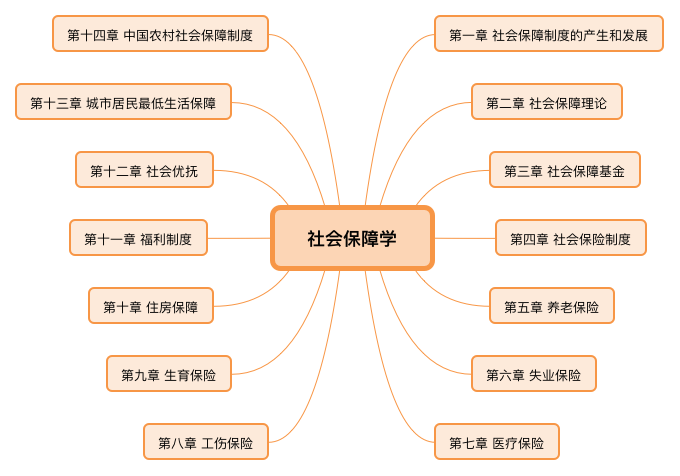 社会保障学
第一章 社会保障制度的产生和发展
第二章 社会保障理论
第三章 社会保障基金
第四章 社会保险制度
第五章 养老保险
第六章 失业保险
第七章 医疗保险
第八章 工伤保险
第九章 生育保险
第十章 住房保障
第十一章 福利制度
第十二章 社会优抚
第十三章 城市居民最低生活保障
第十四章 中国农村社会保障制度